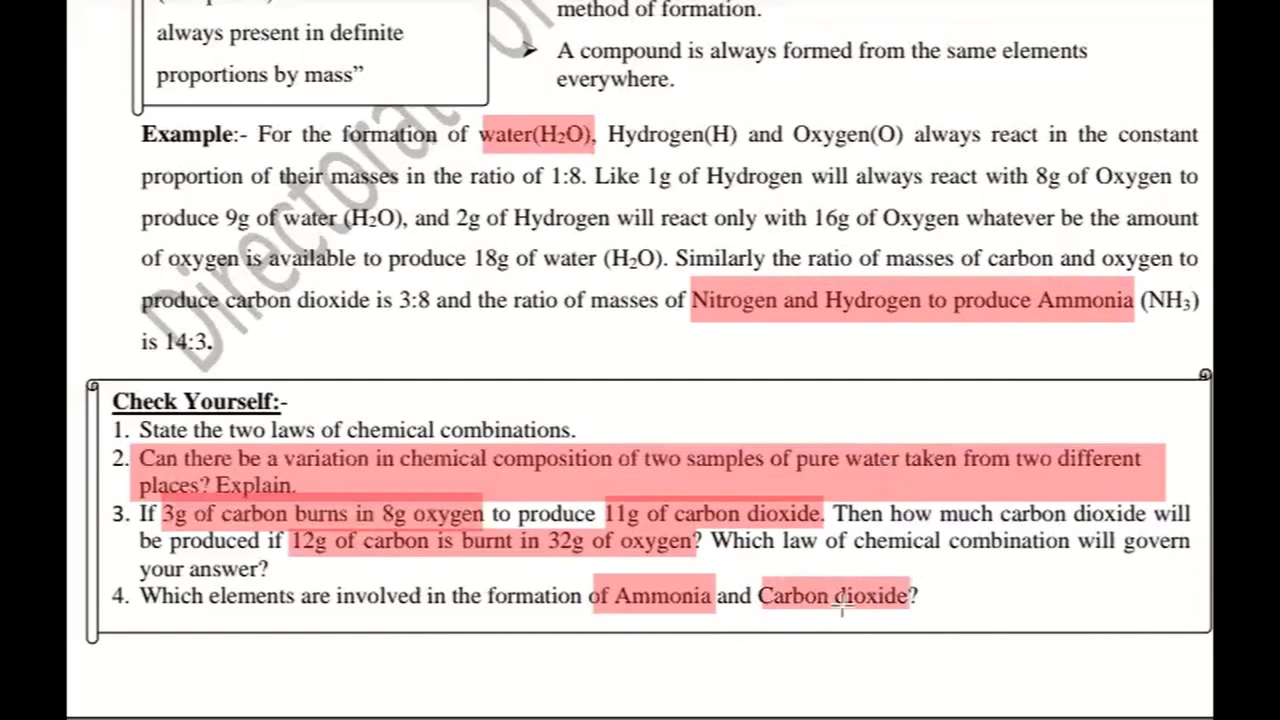 method of formation.
always present in definite
➤ A compound is always formed from the same elements
proportions by mass”
everywhere.
Example:- For the formation of water(H₂O), Hydrogen(H) and Oxygen(O) always react in the constant
proportion of their masses in the ratio of 1:8. Like 1g of Hydrogen will always react with 8g of Oxygen to
produce 9g of water (H₂O), and 2g of Hydrogen will react only with 16g of Oxygen whatever be the amount
of oxygen is available to produce 18g of water (H₂O). Similarly the ratio of masses of carbon and oxygen to
produce carbon dioxide is 3:8 and the ratio of masses of Nitrogen and Hydrogen to produce Ammonia (NH₃)
is 14:3.
Check Yourself:-
1. State the two laws of chemical combinations.
2. Can there be a variation in chemical composition of two samples of pure water taken from two different
places? Explain.
3. If 3g of carbon burns in 8g oxygen to produce 11g of carbon dioxide. Then how much carbon dioxide will
be produced if 12g of carbon is burnt in 32g of oxygen? Which law of chemical combination will govern
your answer?
4. Which elements are involved in the formation of Ammonia and Carbon dioxide?